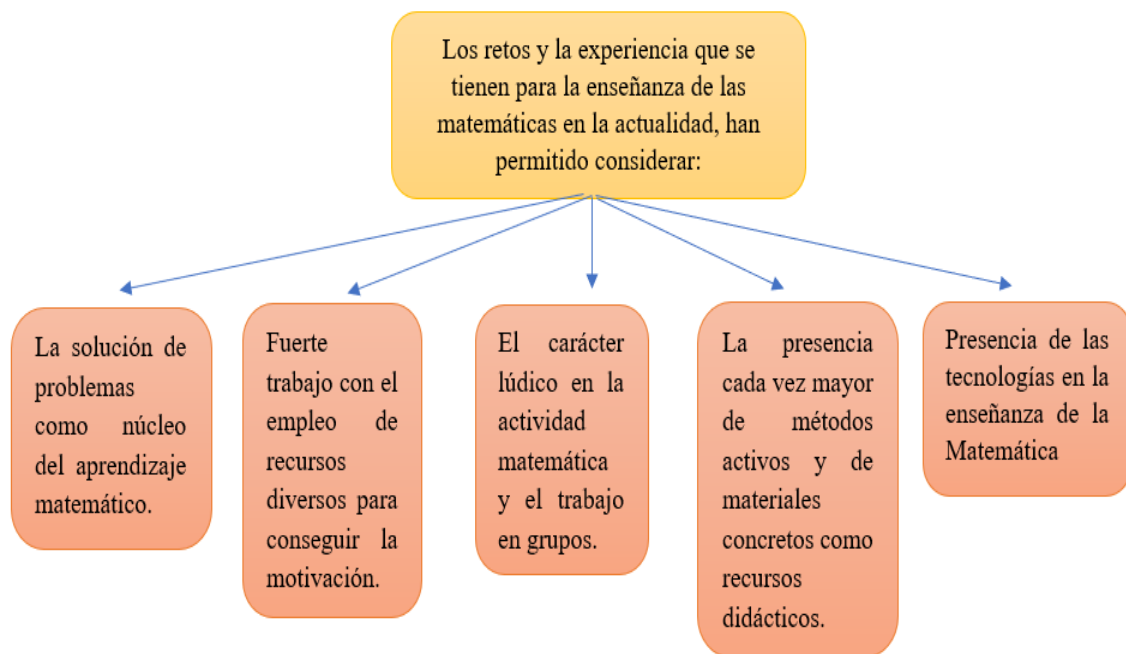 Los retos y la experiencia que se
tienen para la enseñanza de las
matemáticas en la actualidad, han
permitido considerar:
La solución de
problemas
como núcleo
del aprendizaje
matemático.
Fuerte
trabajo con el
empleo de
recursos
diversos para
conseguir la
motivación.
El carácter
lúdico en la
actividad
matemática
y el trabajo
en grupos.
La presencia
cada vez mayor
de métodos
activos y de
materiales
concretos como
recursos
didácticos.
Presencia de las
tecnologías en la
enseñanza de la
Matemática